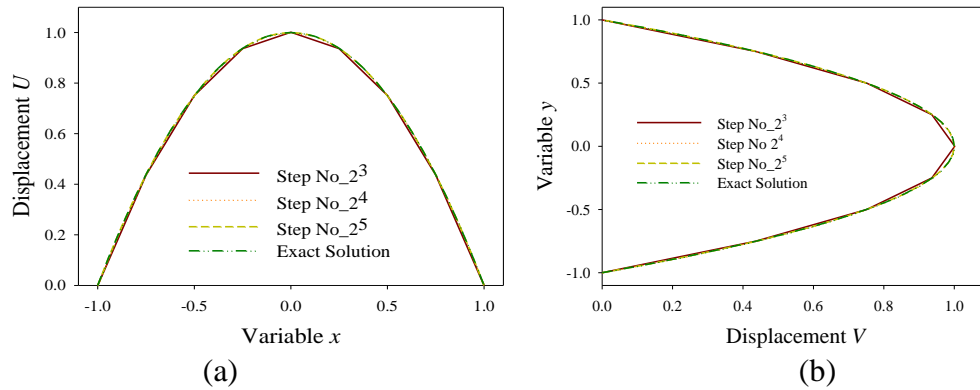 1.0
0.8
0.6
0.4
0.2
0.0
Displacement U
Step No_2³
Step No_2⁴
Step No_2⁵
Exact Solution
-1.0
-0.5
0.0
0.5
1.0
Variable x
(a)
1.0
0.5
0.0
-0.5
-1.0
Variable y
Step No_2³
Step No 2⁴
Step No_2⁵
Exact Solution
0.0
0.2
0.4
0.6
0.8
1.0
Displacement V
(b)